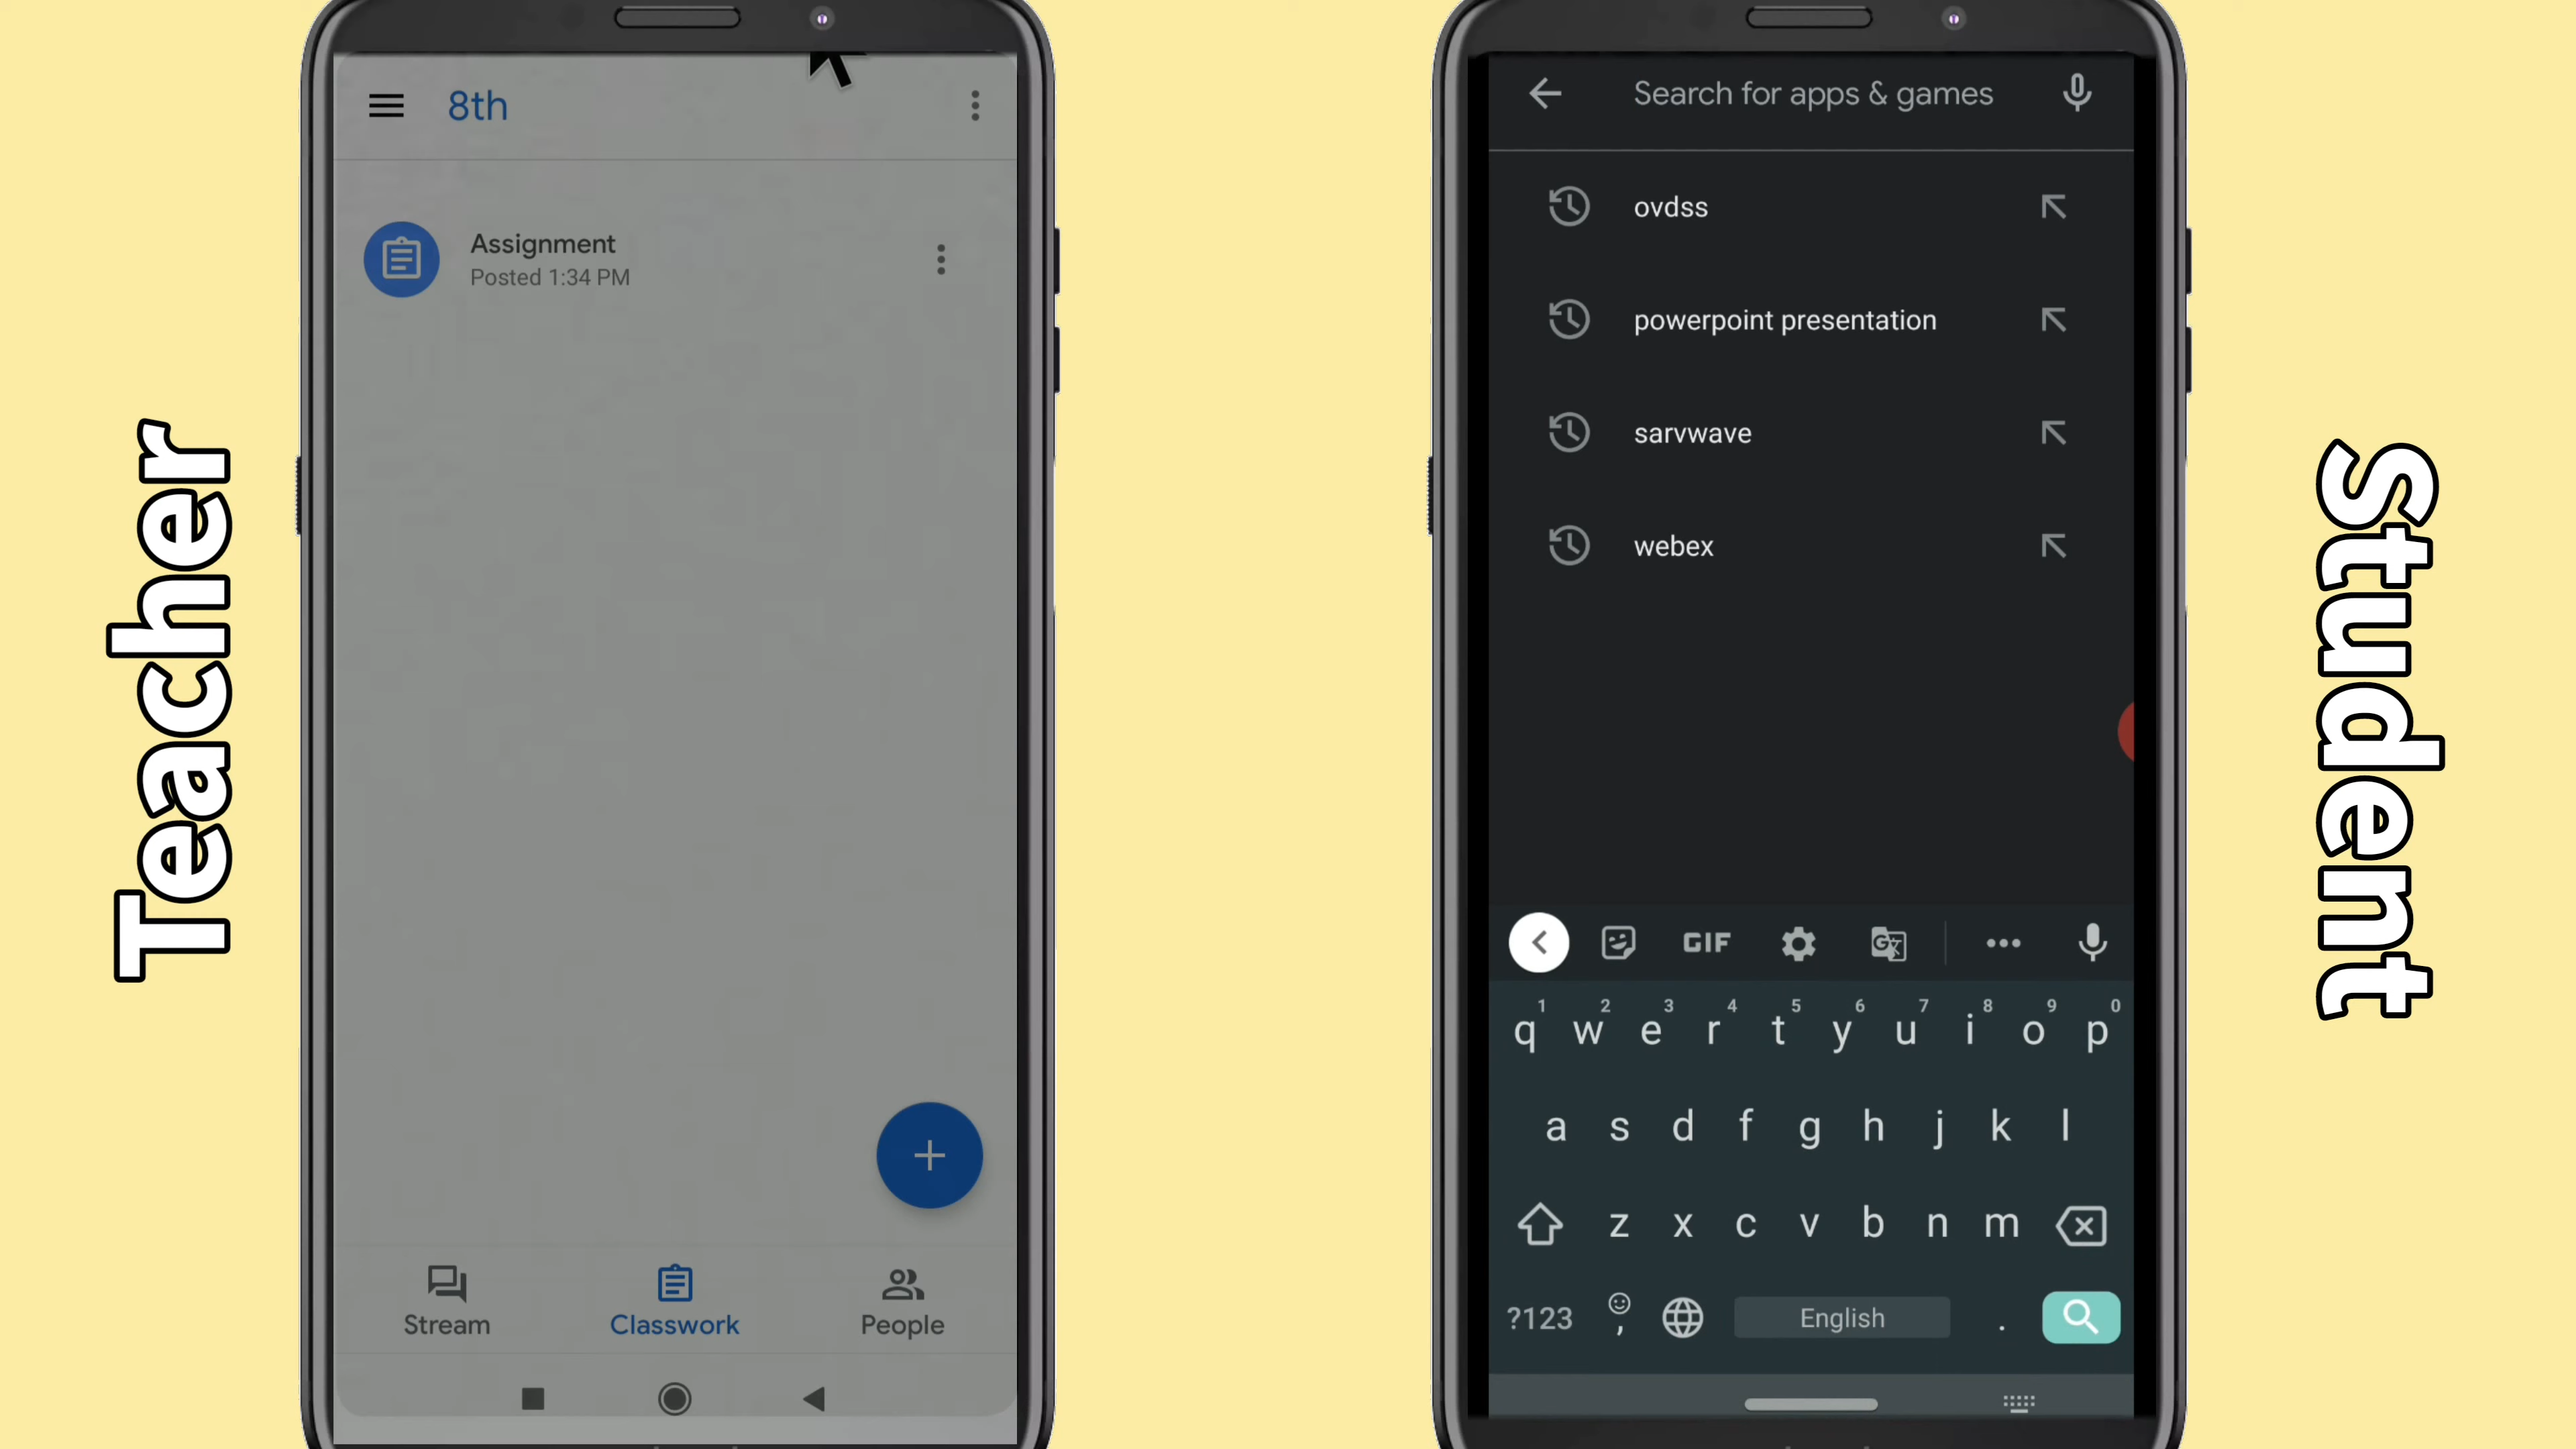 Teacher
8th
Assignment
Posted 1:34 PM
Stream
Classwork
People
Search for apps & games
ovdss
powerpoint presentation
sarvwave
webex
GIF
1 2 3 4 5 6 7 8 9 0
q w e r t y u i o p
a s d f g h j k l
z x c v b n m
?123 , English .
Student